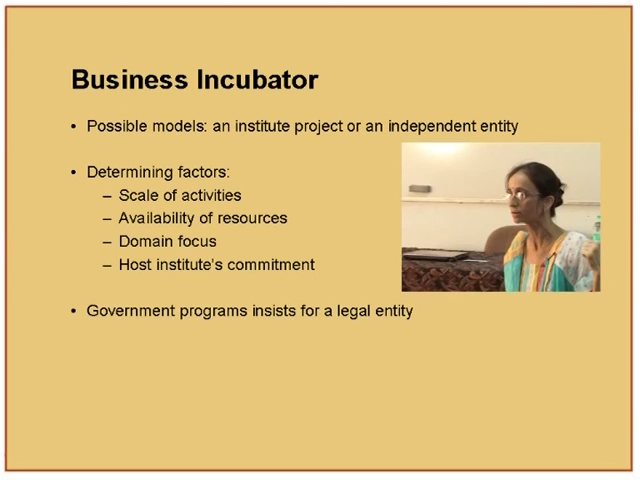 Business Incubator
• Possible models: an institute project or an independent entity
• Determining factors:
– Scale of activities
– Availability of resources
– Domain focus
– Host institute's commitment
• Government programs insists for a legal entity